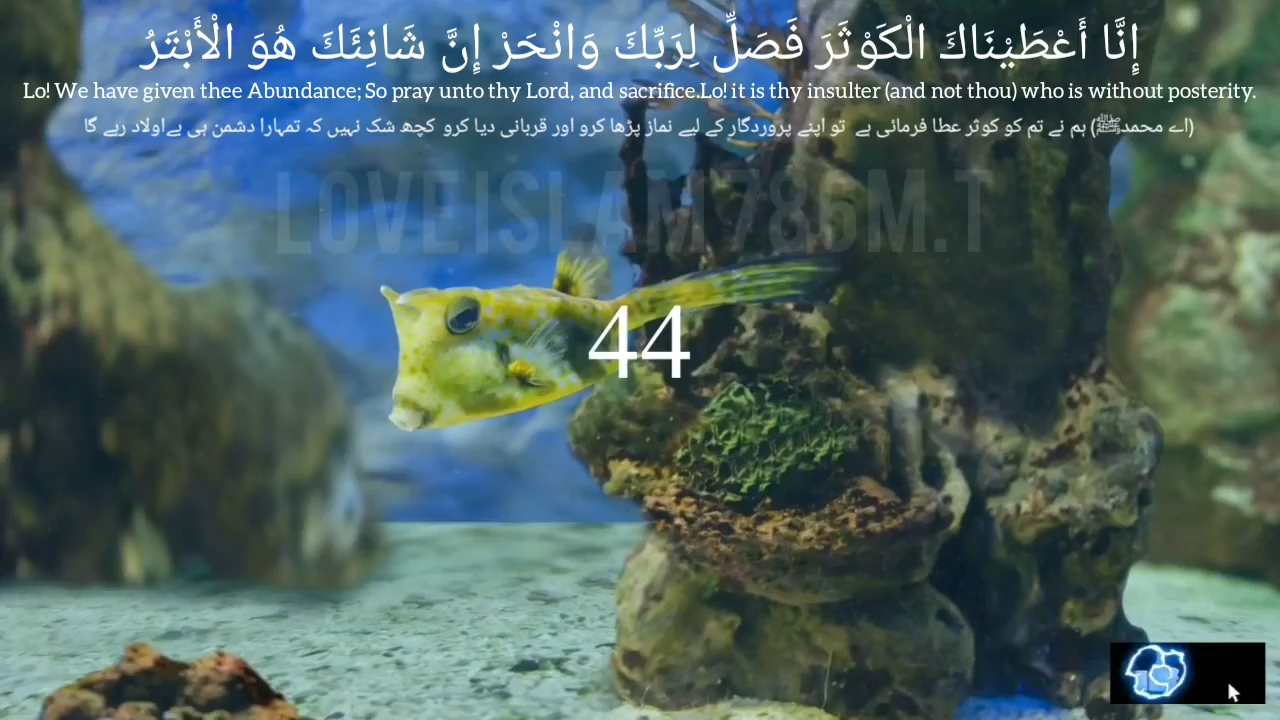 إِنَّا أَعْطَيْنَاكَ الْكَوْثَرَ فَصَلِّ لِرَبِّكَ وَانْحَرْ إِنَّ شَانِئَكَ هُوَ الْأَبْتَرُ
Lo! We have given thee Abundance; So pray unto thy Lord, and sacrifice.Lo! it is thy insulter (and not thou) who is without posterity.
(اے محمدﷺ) ہم نے تم کو کوثر عطا فرمائی ہے تو اپنے پروردگار کے لیے نماز پڑھا کرو اور قربانی دیا کرو کچھ شک نہیں کہ تمہارا دشمن ہی بےاولاد رہے گا
LOVEISLAM786M.T
44